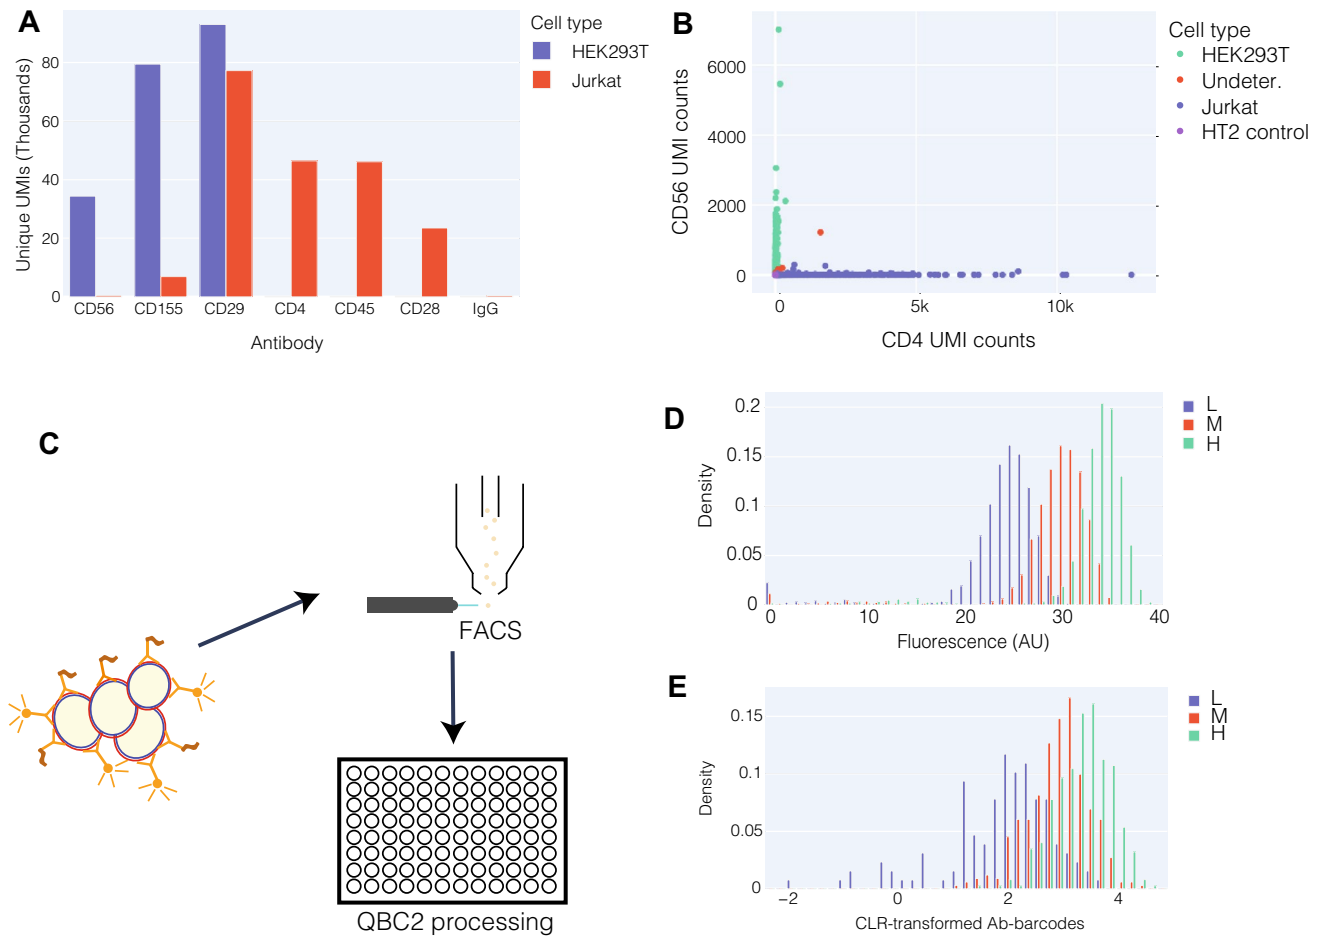 A
Cell type
HEK293T
Jurkat
Unique UMIs (Thousands)
80
60
40
20
0
CD56 CD155 CD29 CD4 CD45 CD28 IgG
Antibody
B
Cell type
HEK293T
Undeter.
Jurkat
HT2 control
CD56 UMI counts
6000
4000
2000
0
0 5k 10k
CD4 UMI counts
C
FACS
QBC2 processing
D
L
M
H
Density
0.2
0.15
0.1
0.05
0
0 10 20 30 40
Fluorescence (AU)
E
L
M
H
Density
0.15
0.1
0.05
0
−2 0 2 4
CLR-transformed Ab-barcodes